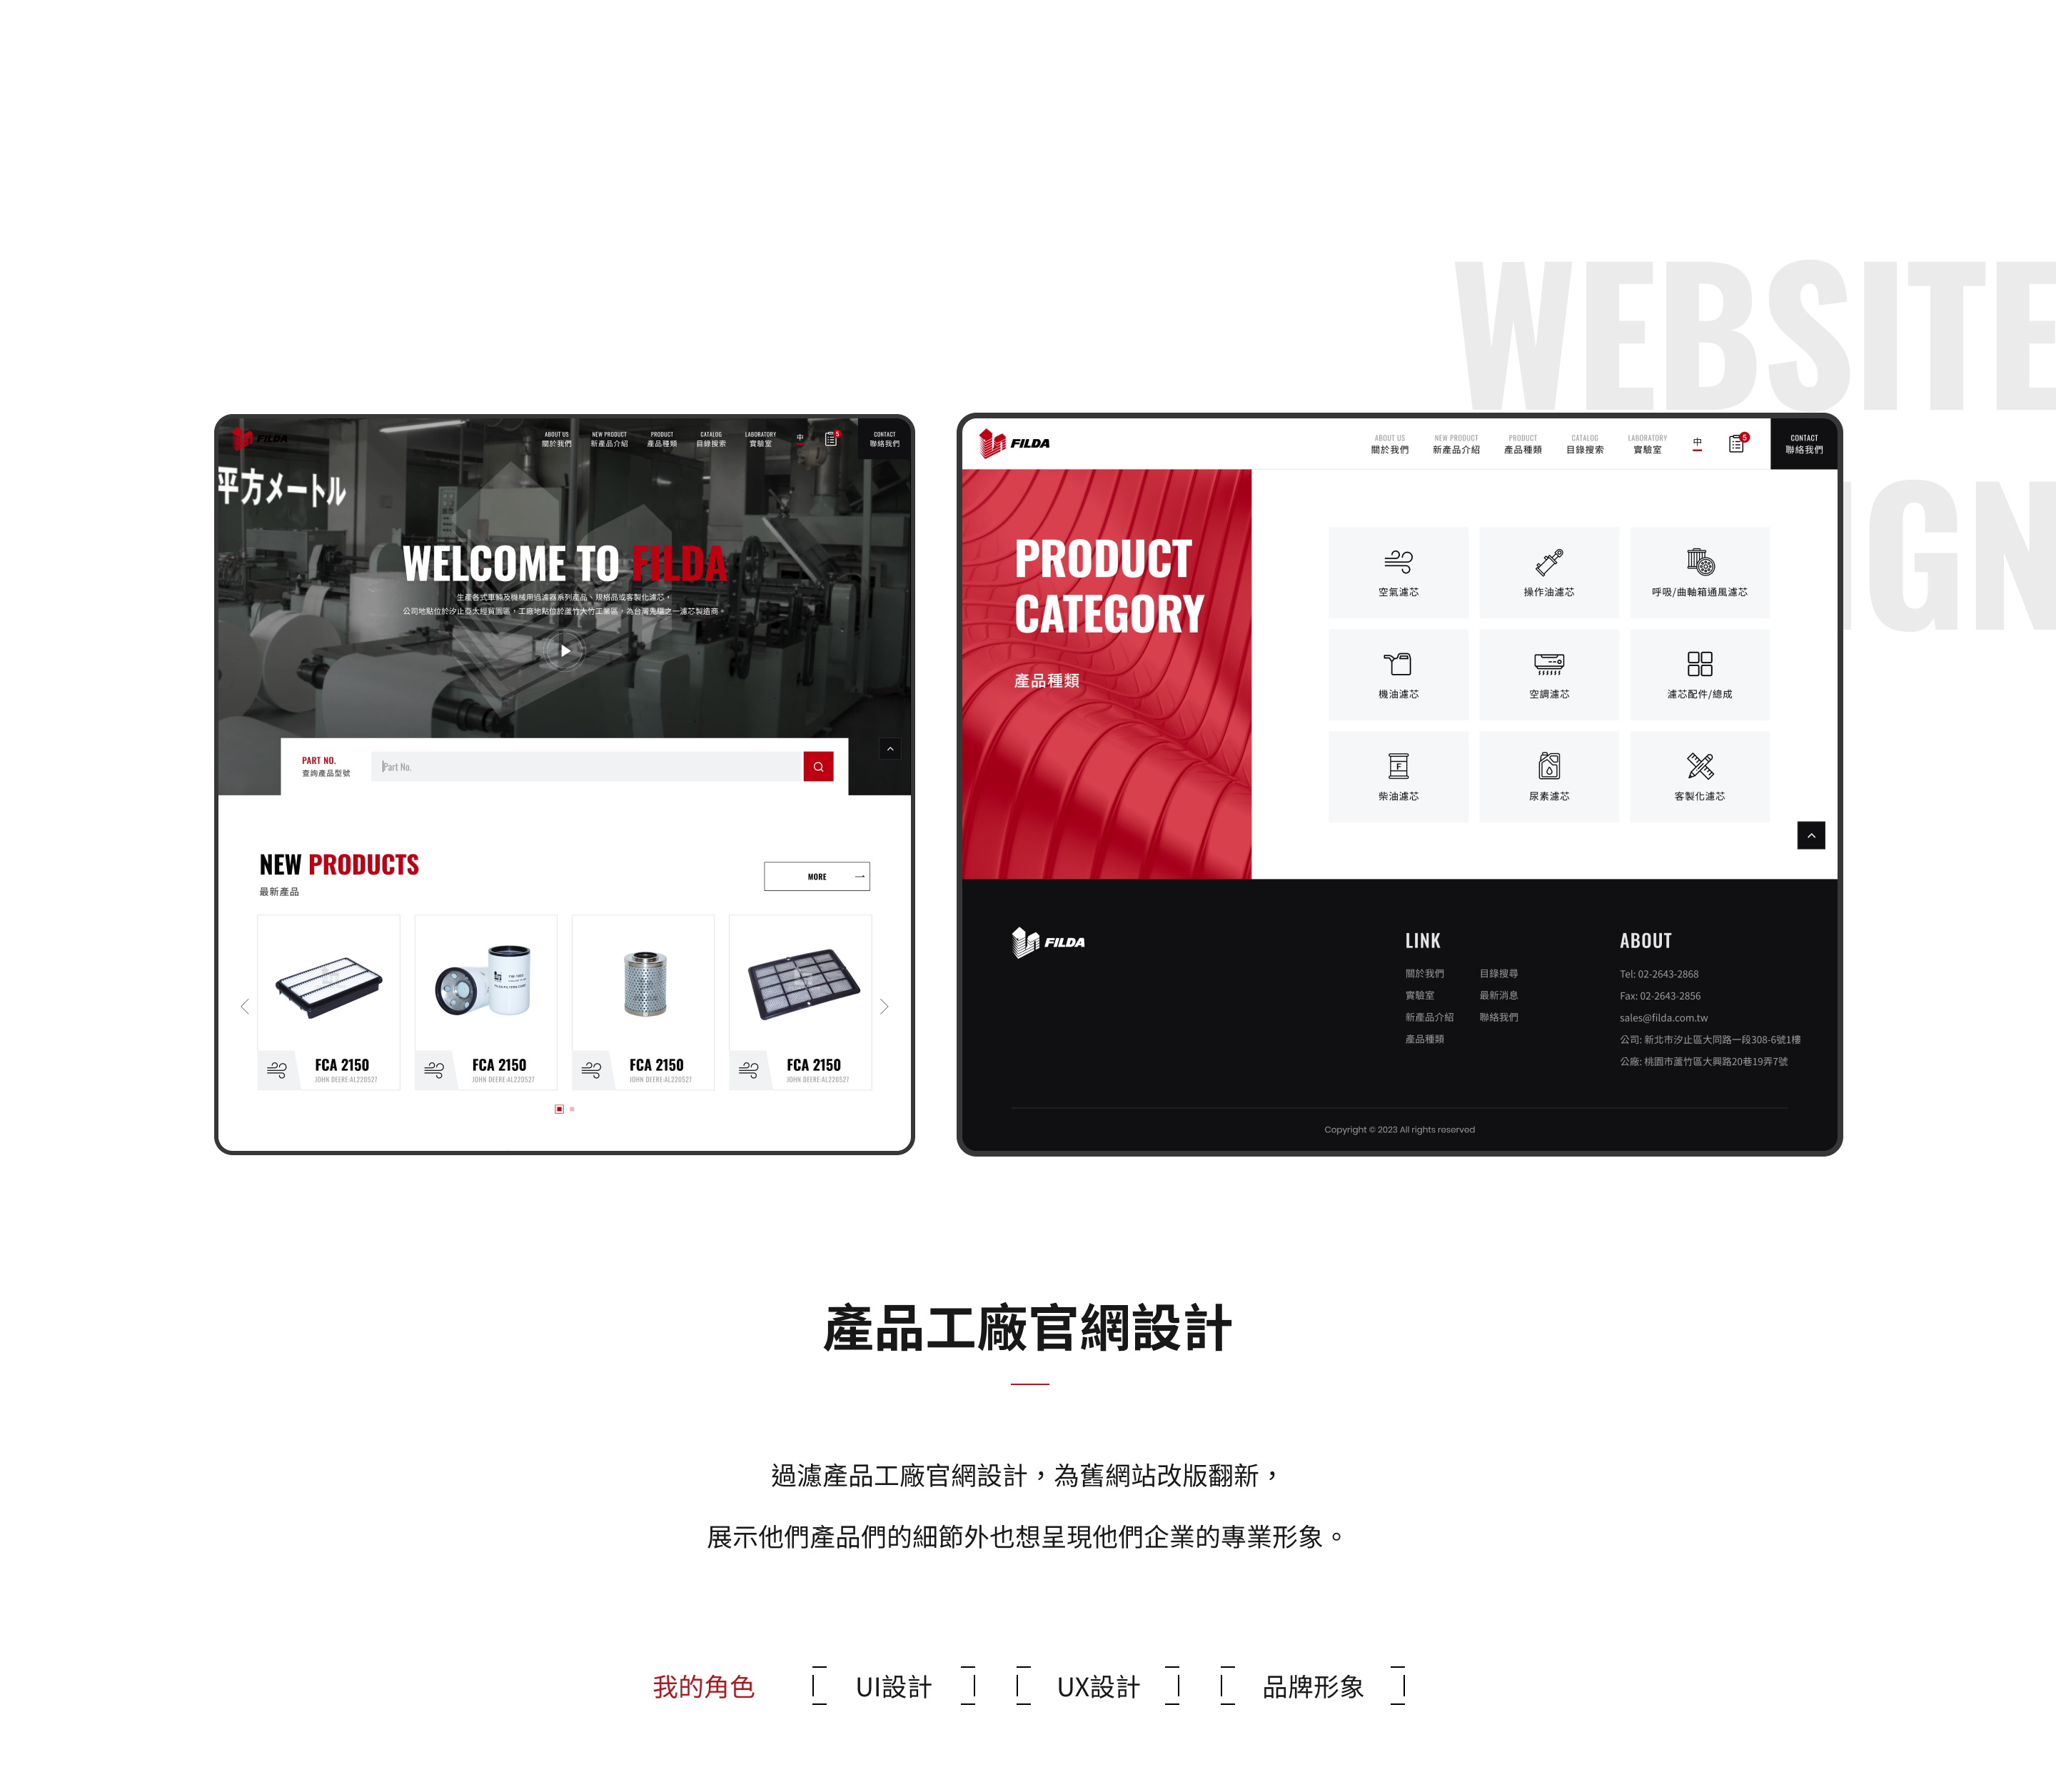 WEBSITE
IGN
FILDA
ABOUT US
關於我們
NEW PRODUCT
新產品介紹
PRODUCT
產品種類
CATALOG
目錄搜索
LABORATORY
實驗室
中
5
CONTACT
聯絡我們
平方メートル
WELCOME TO FILDA
生產各式車輛及機械用過濾器系列產品、規格品或客製化濾芯，
公司地點位於汐止亞太經貿園區，工廠地點位於蘆竹大竹工業區，為台灣先驅之一濾芯製造商。
PART NO.
查詢產品型號
Part No.
NEW PRODUCTS
最新產品
MORE
FCA 2150
JOHN DEERE:AL220527
FCA 2150
JOHN DEERE:AL220527
FCA 2150
JOHN DEERE:AL220527
FCA 2150
JOHN DEERE:AL220527
FILDA
ABOUT US
關於我們
NEW PRODUCT
新產品介紹
PRODUCT
產品種類
CATALOG
目錄搜索
LABORATORY
實驗室
中
5
CONTACT
聯絡我們
PRODUCT
CATEGORY
產品種類
空氣濾芯
操作油濾芯
呼吸/曲軸箱通風濾芯
機油濾芯
空調濾芯
濾芯配件/總成
F
柴油濾芯
尿素濾芯
客製化濾芯
FILDA
LINK
關於我們
目錄搜尋
實驗室
最新消息
新產品介紹
聯絡我們
產品種類
ABOUT
Tel: 02-2643-2868
Fax: 02-2643-2856
sales@filda.com.tw
公司: 新北市汐止區大同路一段308-6號1樓
公廠: 桃園市蘆竹區大興路20巷19弄7號
Copyright © 2023 All rights reserved
產品工廠官網設計
過濾產品工廠官網設計，為舊網站改版翻新，
展示他們產品們的細節外也想呈現他們企業的專業形象。
我的角色
UI設計
UX設計
品牌形象